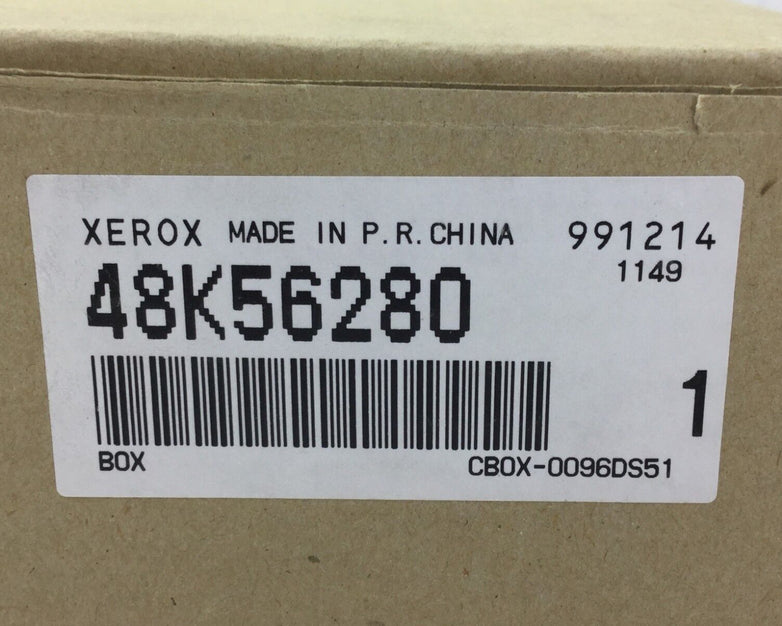 XEROX MADE IN P.R.CHINA 991214
1149
48K56280
1
BOX CBOX-0096DS51